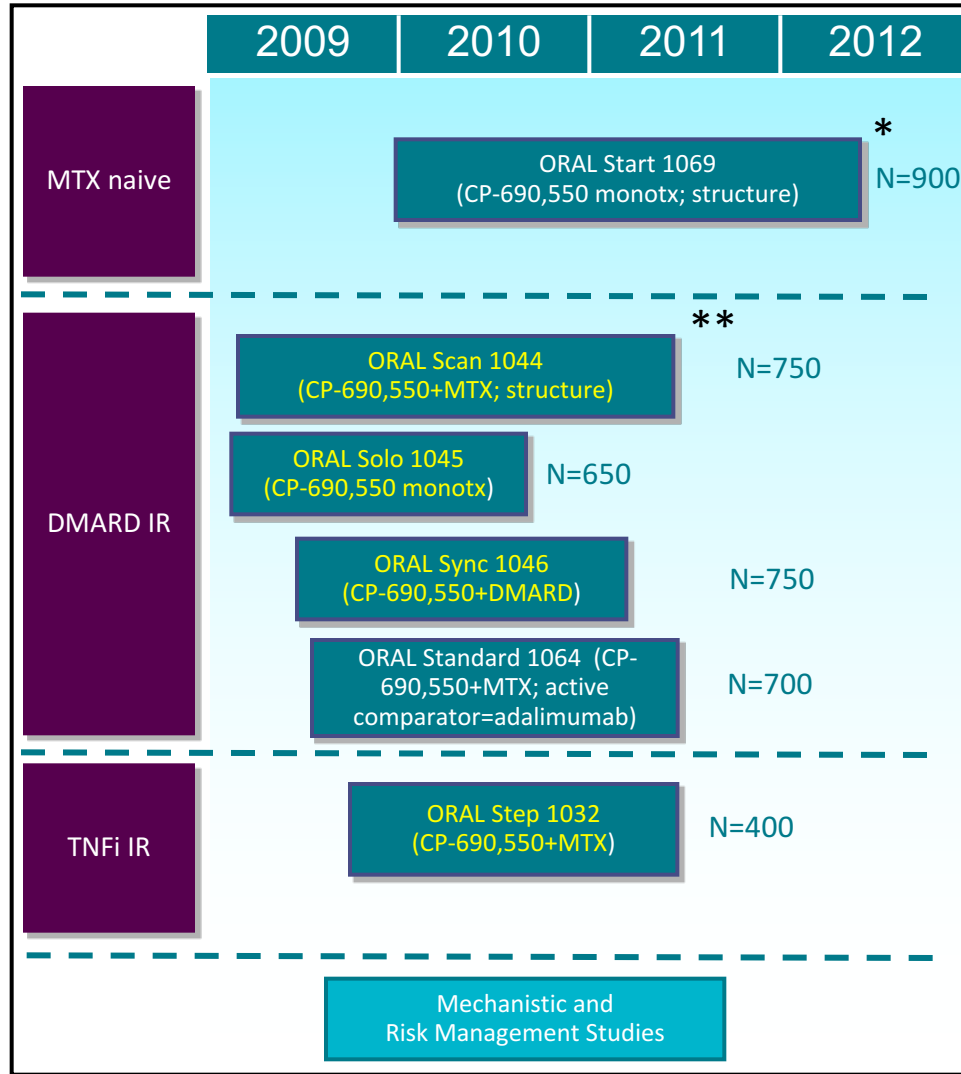 2009 2010 2011 2012
MTX naive
*
ORAL Start 1069
(CP-690,550 monotx; structure)
N=900
DMARD IR
**
ORAL Scan 1044
(CP-690,550+MTX; structure)
N=750
ORAL Solo 1045
(CP-690,550 monotx)
N=650
ORAL Sync 1046
(CP-690,550+DMARD)
N=750
ORAL Standard 1064 (CP-
690,550+MTX; active
comparator=adalimumab)
N=700
TNFi IR
ORAL Step 1032
(CP-690,550+MTX)
N=400
Mechanistic and
Risk Management Studies